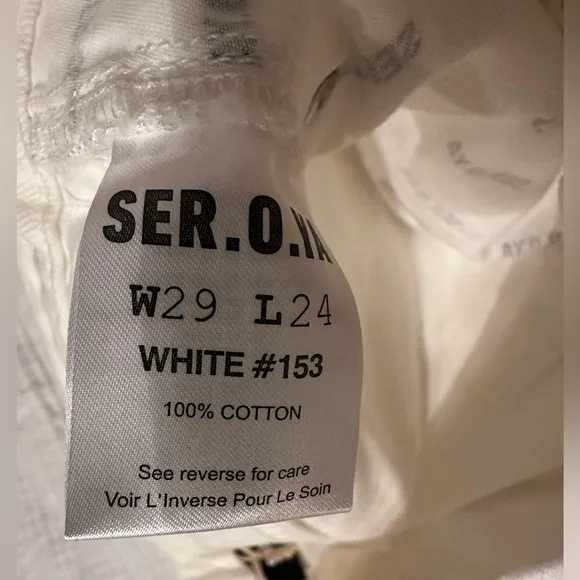 SER.O.YA
W29 L24
WHITE #153
100% COTTON
See reverse for care
Voir L'Inverse Pour Le Soin